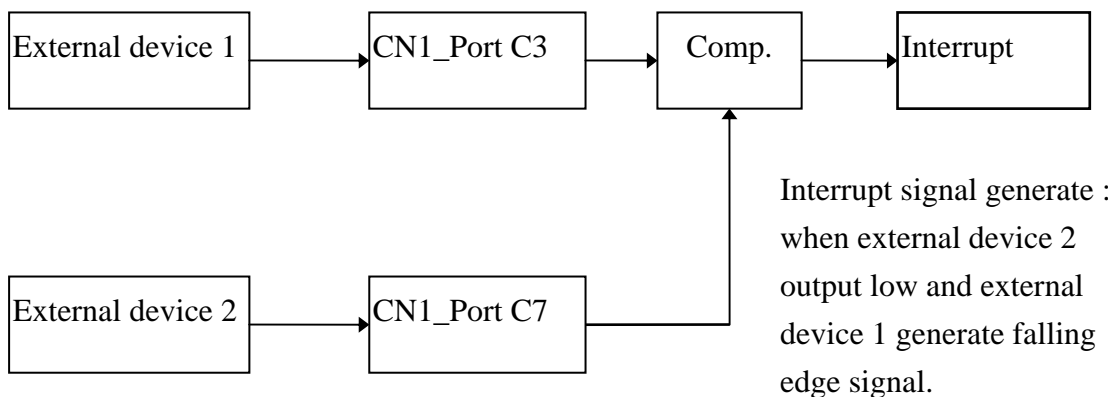 External device 1
CN1_Port C3
Comp.
Interrupt
Interrupt signal generate :
when external device 2
output low and external
device 1 generate falling
edge signal.
External device 2
CN1_Port C7